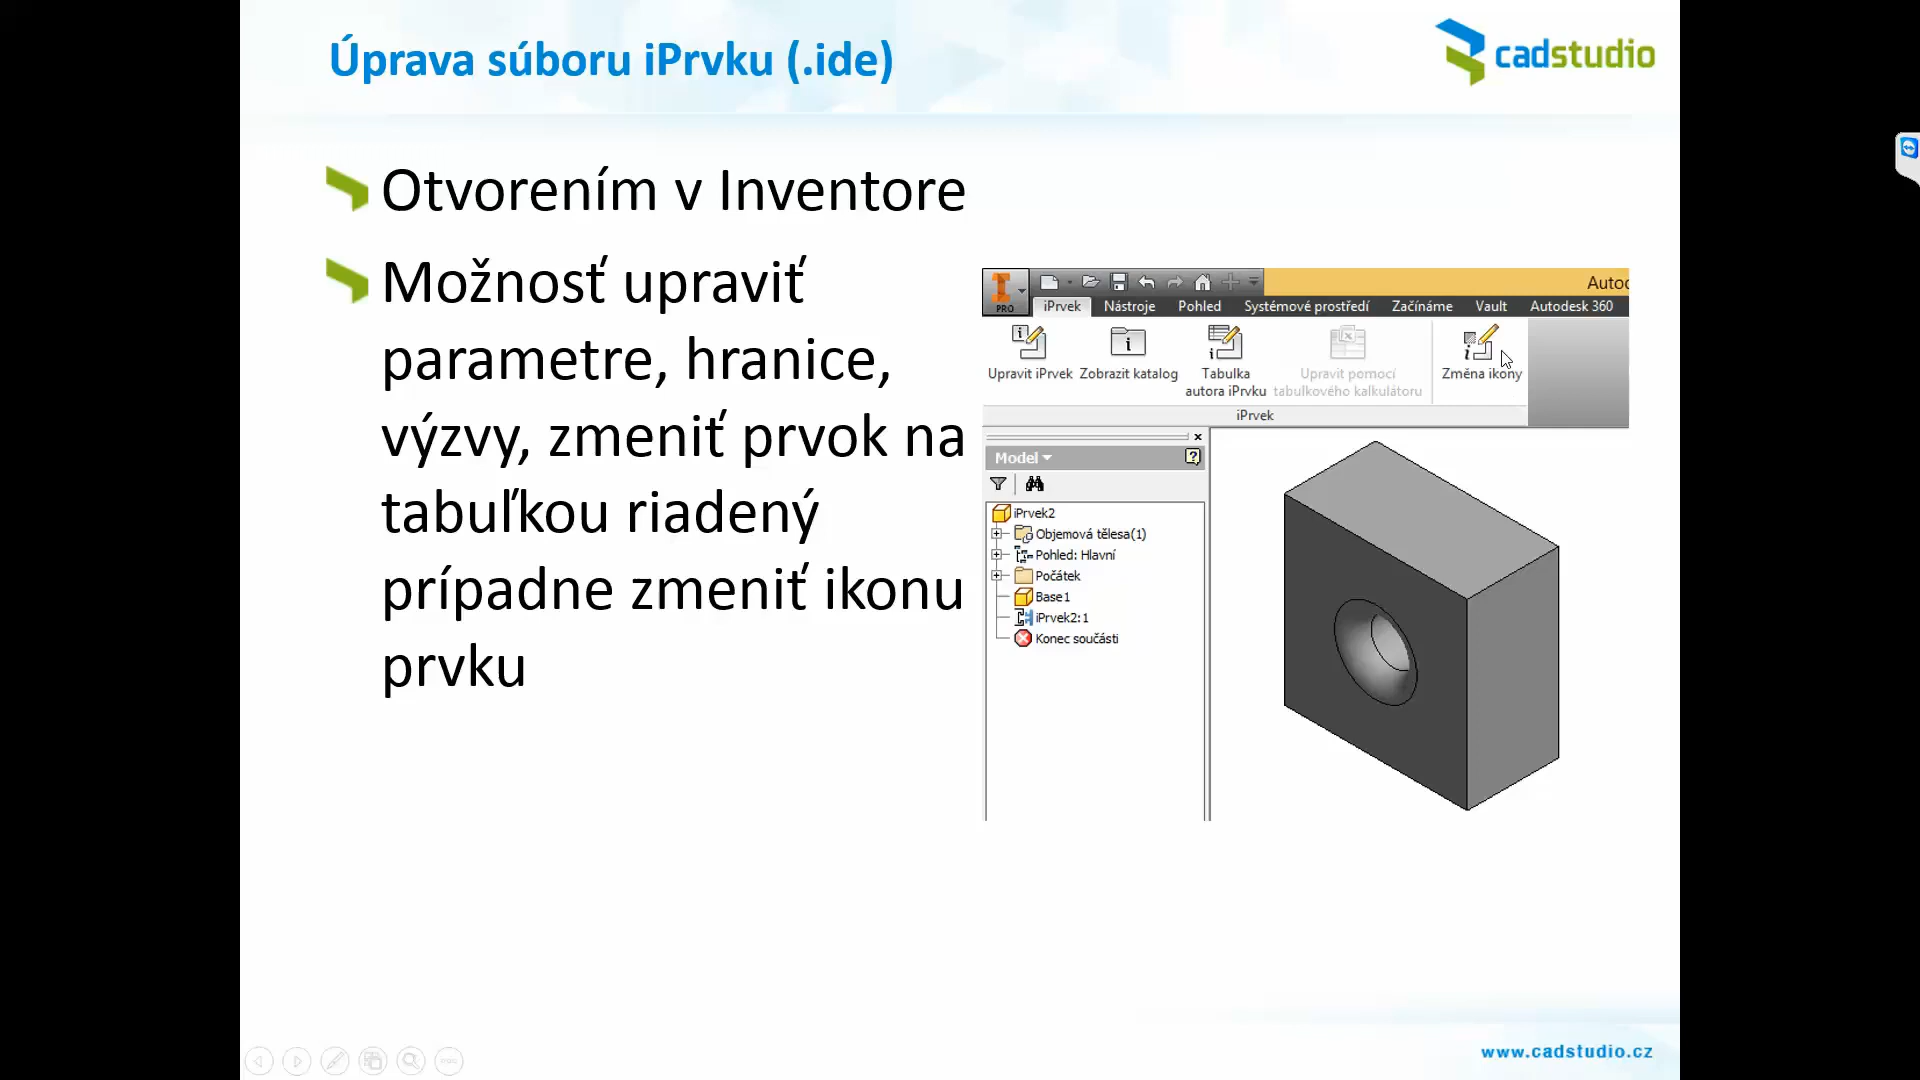 Úprava súboru iPrvku (.ide)
cadstudio
Otvorením v Inventore
Možnosť upraviť
parametre, hranice,
výzvy, zmeniť prvok na
tabuľkou riadený
prípadne zmeniť ikonu
prvku
Autod
PRO
iPrvek Nástroje Pohled Systémové prostředí Začínáme Vault Autodesk 360
Upravit iPrvek Zobrazit katalog Tabulka autora iPrvku Upravit pomocí tabulkového kalkulátoru Změna ikony
iPrvek
Model
iPrvek2
Objemová tělesa(1)
Pohled: Hlavní
Počátek
Base1
iPrvek2:1
Konec součásti
www.cadstudio.cz